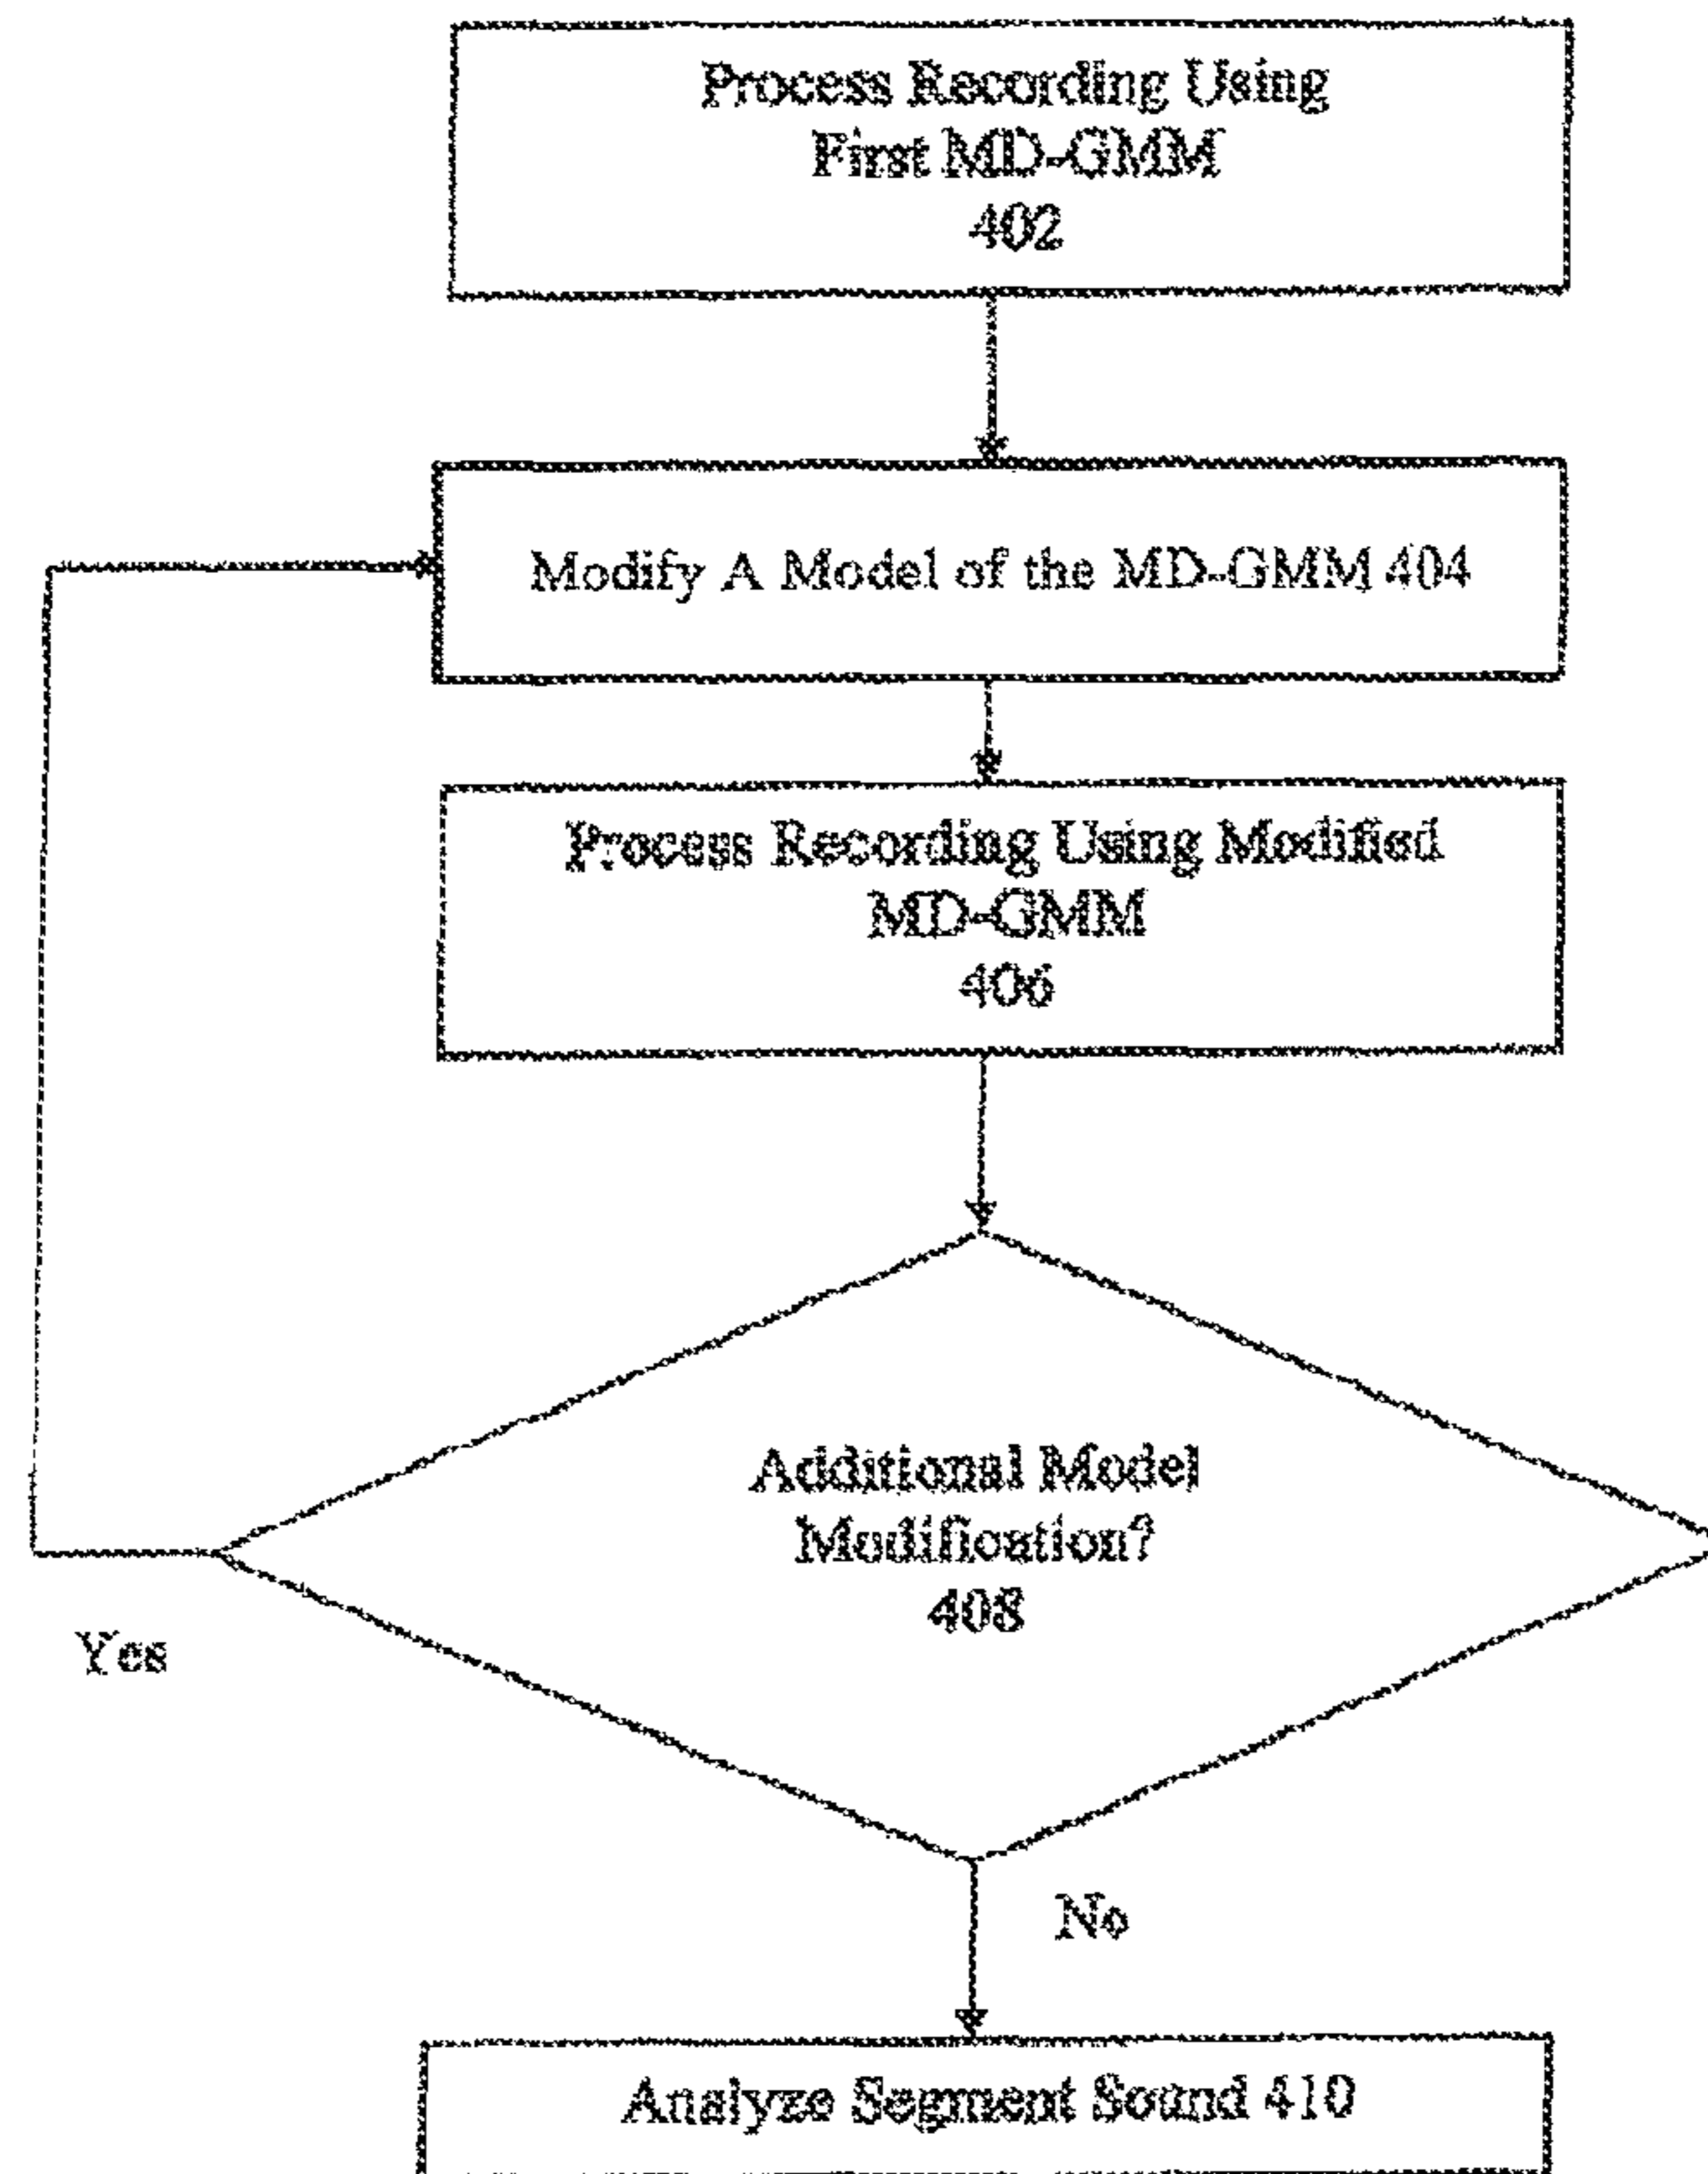 Process Recording Using
First MD-GMM
402
Modify A Model of the MD-GMM 404
Process Recording Using Modified
MD-GMM
406
Additional Model
Modification?
408
Yes
No
Analyze Segment Sound 410